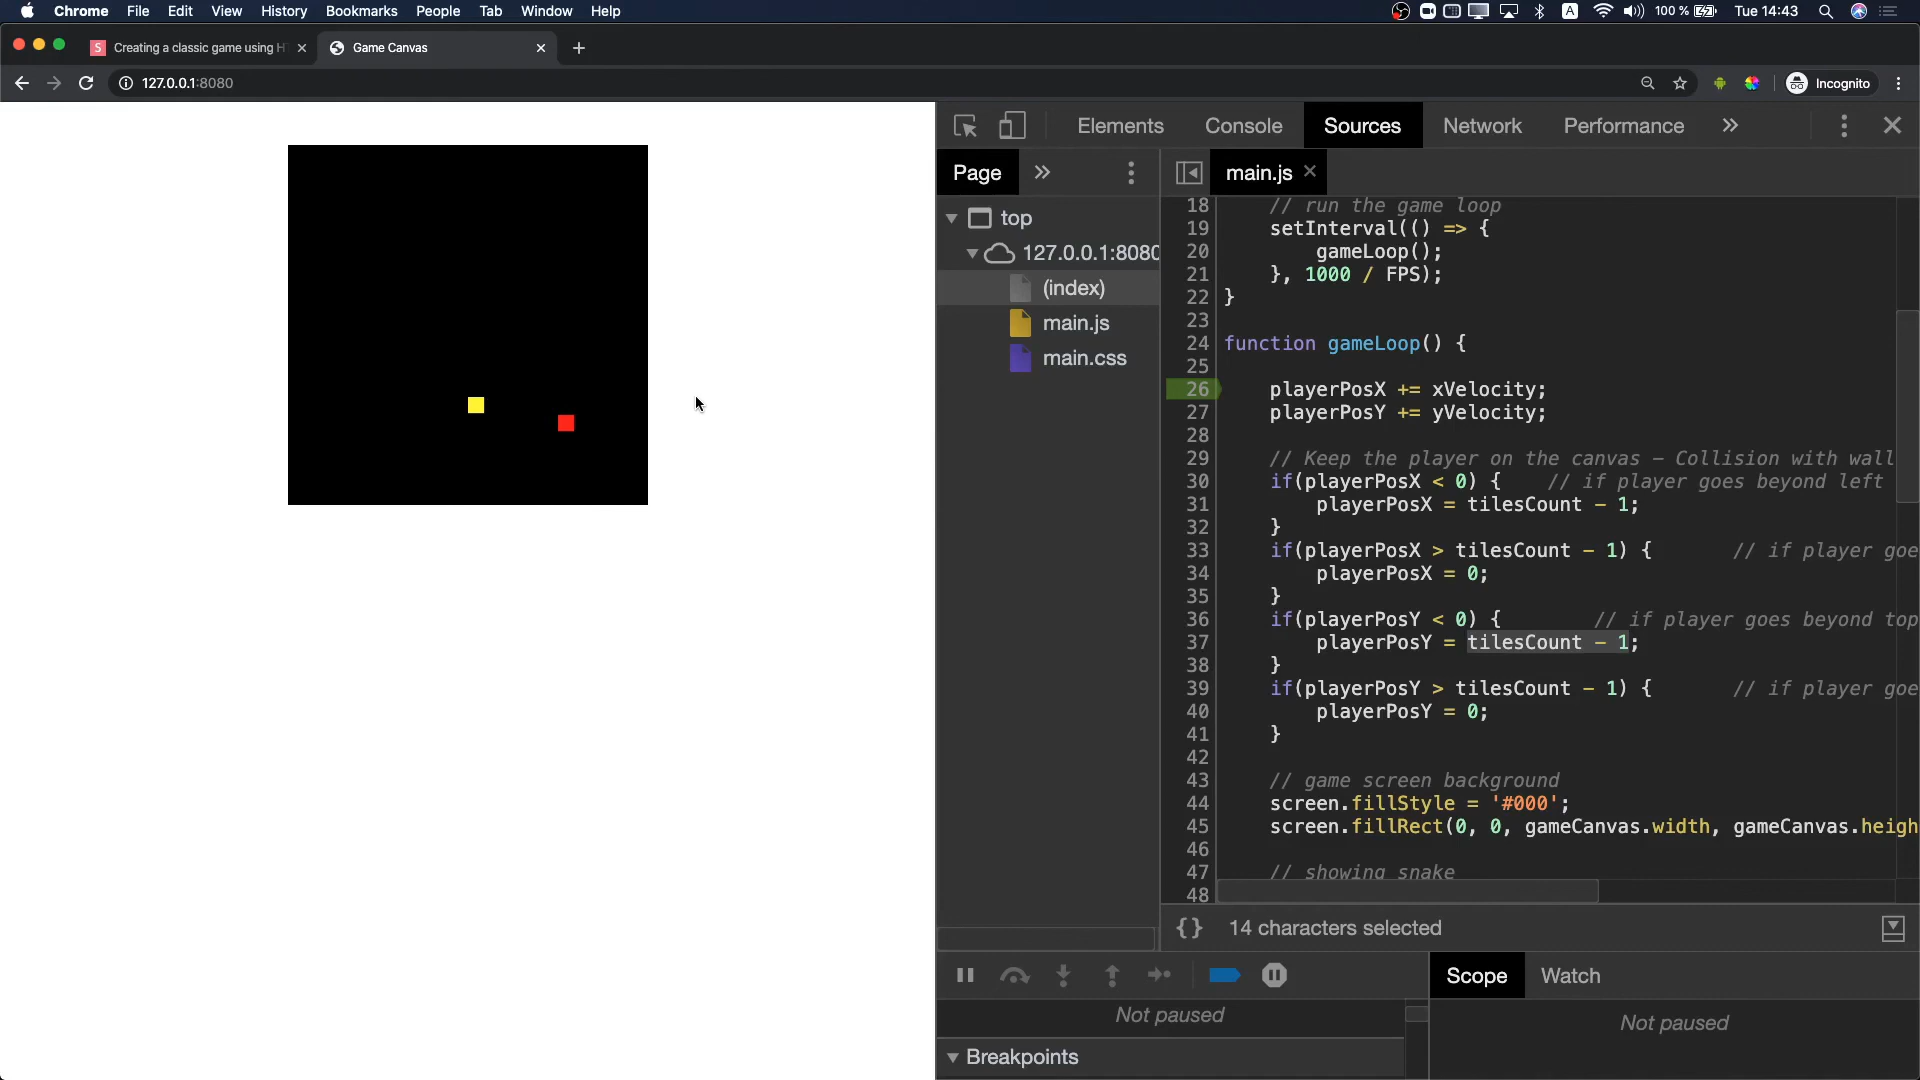 Chrome File Edit View History Bookmarks People Tab Window Help
A 100 % Tue 14:43
S Creating a classic game using H
Game Canvas
127.0.0.1:8080
Incognito
Elements Console Sources Network Performance
Page
main.js
top
127.0.0.1:8080
(index)
main.js
main.css
18 // run the game loop
19 setInterval(() => {
20 gameLoop();
21 }, 1000 / FPS);
22 }
23
24 function gameLoop() {
25
26 playerPosX += xVelocity;
27 playerPosY += yVelocity;
28
29 // Keep the player on the canvas – Collision with wall
30 if(playerPosX < 0) { // if player goes beyond left
31 playerPosX = tilesCount - 1;
32 }
33 if(playerPosX > tilesCount - 1) { // if player goe
34 playerPosX = 0;
35 }
36 if(playerPosY < 0) { // if player goes beyond top
37 playerPosY = tilesCount - 1;
38 }
39 if(playerPosY > tilesCount - 1) { // if player goe
40 playerPosY = 0;
41 }
42
43 // game screen background
44 screen.fillStyle = '#000';
45 screen.fillRect(0, 0, gameCanvas.width, gameCanvas.heigh
46
47 // showing snake
48
{} 14 characters selected
Scope Watch
Not paused
Not paused
Breakpoints